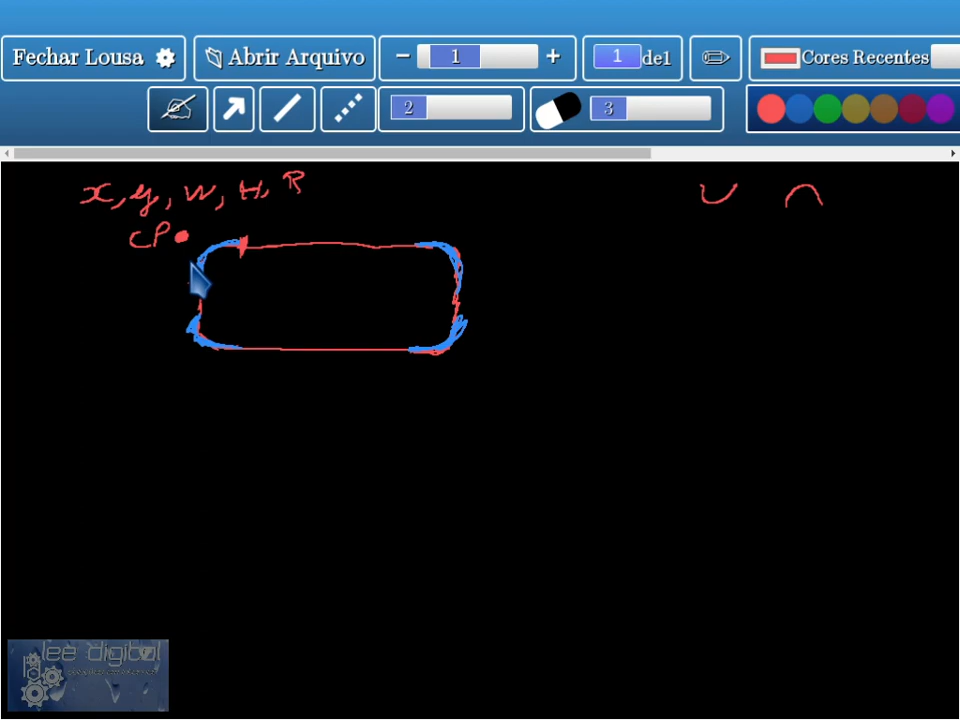 Fechar Lousa Abrir Arquivo − 1 + 1 de1 Cores Recentes
2 3
x, y, W, H, R
CP
lee digital